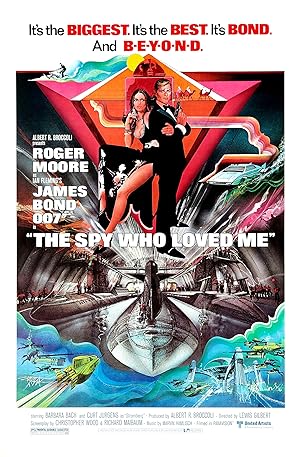 It's the BIGGEST. It's the BEST. It's BOND.
And B·E·Y·O·N·D.
ALBERT R. BROCCOLI
presents
ROGER
MOORE
as
IAN FLEMING'S
JAMES
BOND
007
"THE SPY WHO LOVED ME"
starring BARBARA BACH and CURT JURGENS as 'Stromberg' Produced by ALBERT R. BROCCOLI Directed by LEWIS GILBERT
Screenplay by CHRISTOPHER WOOD & RICHARD MAIBAUM Music by MARVIN HAMLISCH Filmed in PANAVISION United Artists